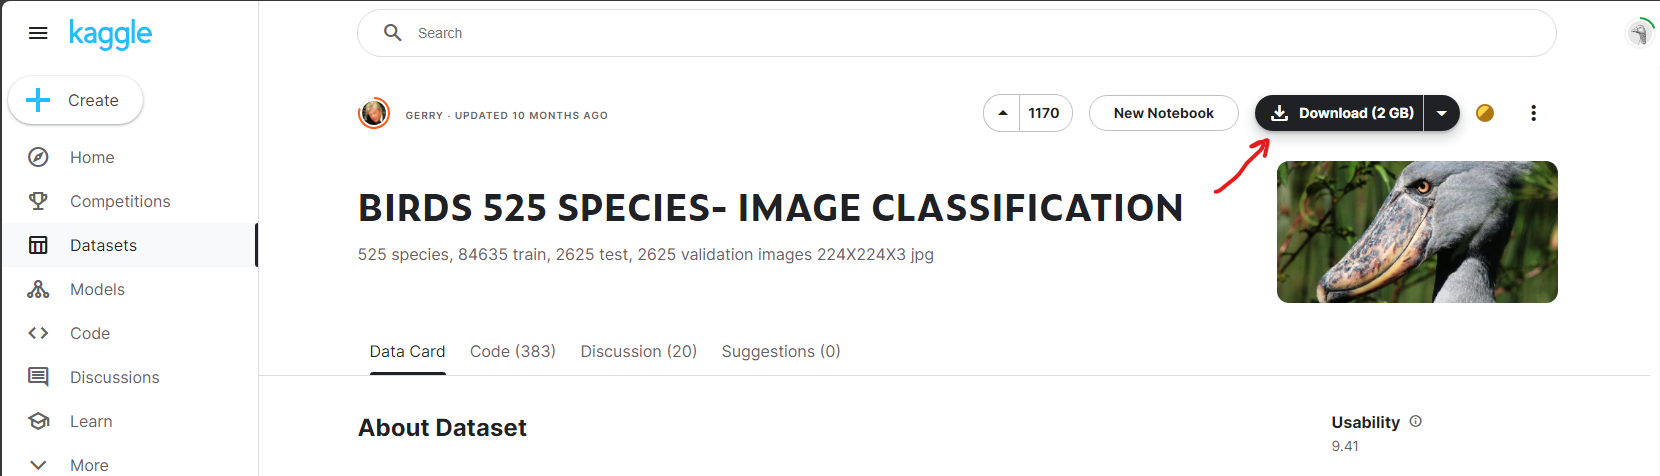 kaggle
Search
Create
GERRY · UPDATED 10 MONTHS AGO
1170
New Notebook
Download (2 GB)
Home
Competitions
Datasets
Models
Code
Discussions
Learn
More
BIRDS 525 SPECIES- IMAGE CLASSIFICATION
525 species, 84635 train, 2625 test, 2625 validation images 224X224X3 jpg
Data Card
Code (383)
Discussion (20)
Suggestions (0)
About Dataset
Usability
9.41